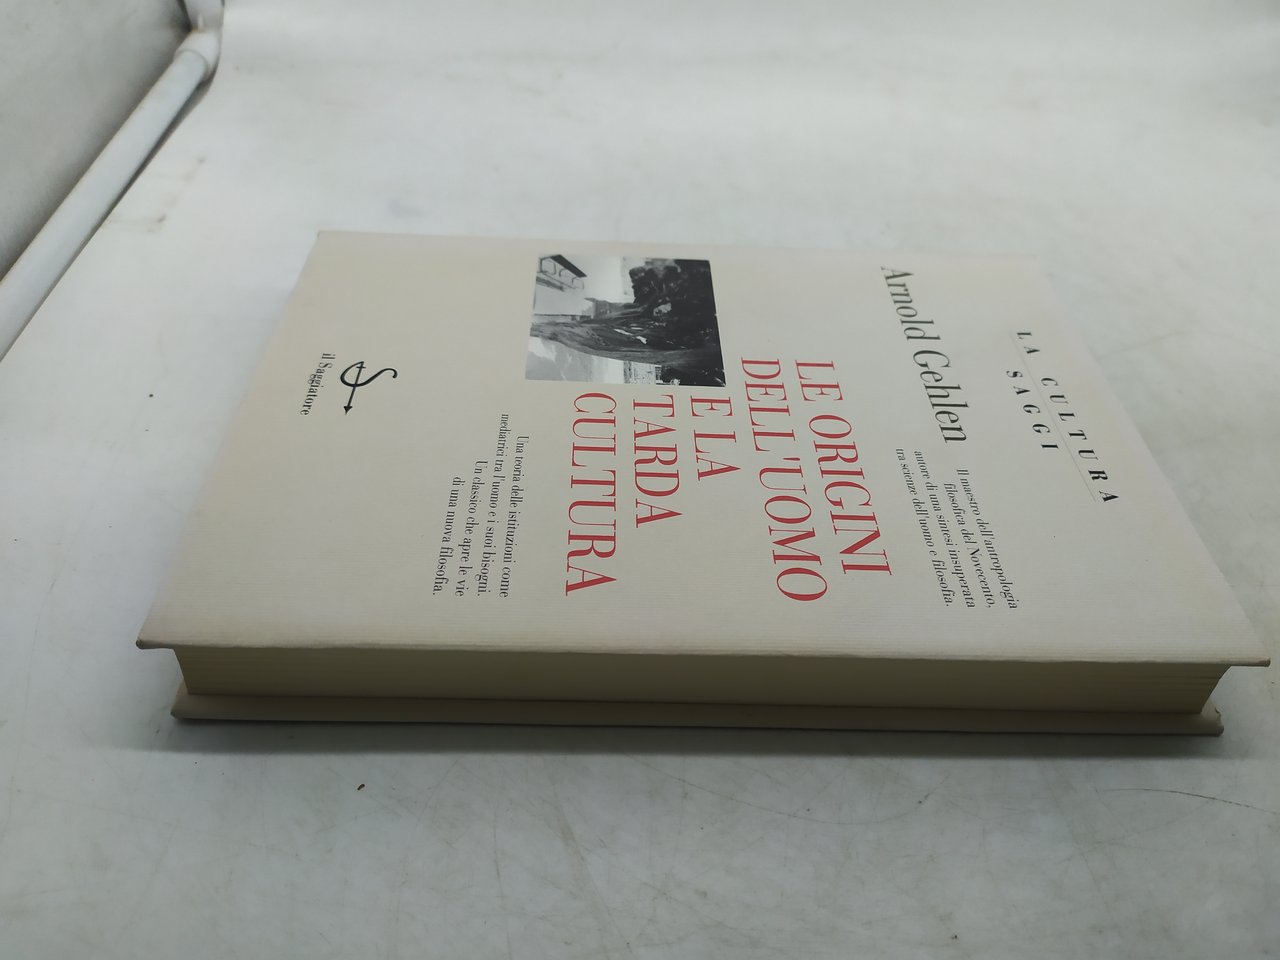 LA CULTURA
SAGGI
Arnold Gehlen
Il maestro dell'antropologia
filosofica del Novecento,
autore di una sintesi insuperata
tra scienze dell'uomo e filosofia.
LE ORIGINI
DELL'UOMO
E LA
TARDA
CULTURA
Una teoria delle istituzioni come
mediatrici tra l'uomo e i suoi bisogni.
Un classico che apre le vie
di una nuova filosofia.
il Saggiatore